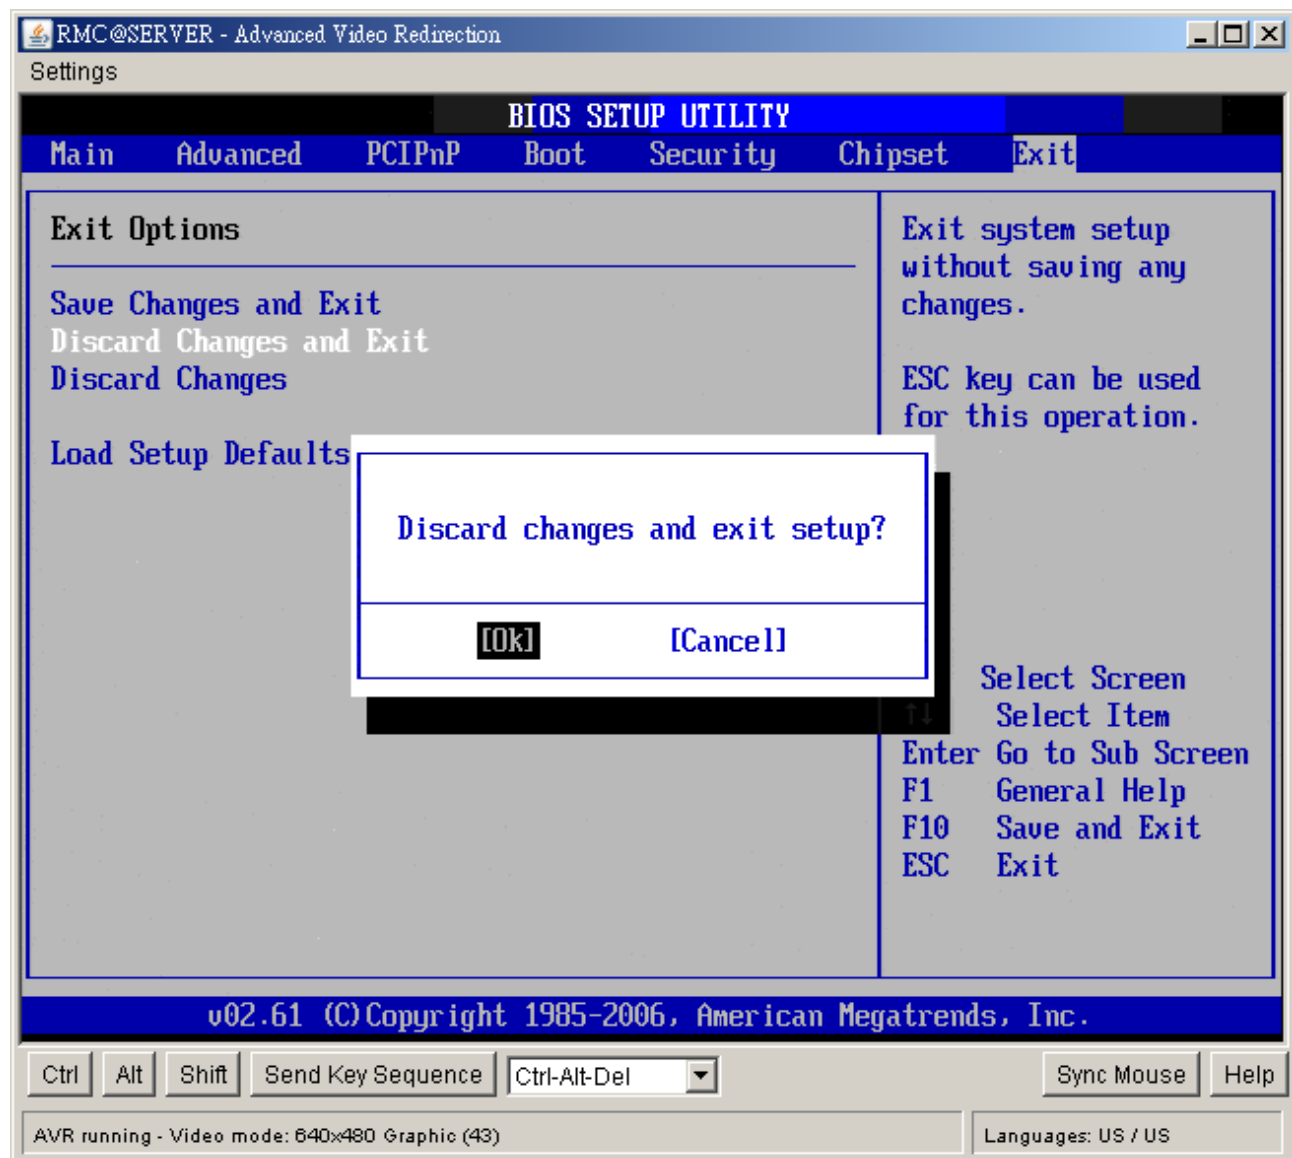 RMC@SERVER - Advanced Video Redirection
Settings
BIOS SETUP UTILITY
Main Advanced PCIPnP Boot Security Chipset Exit
Exit Options
Save Changes and Exit
Discard Changes and Exit
Discard Changes
Load Setup Defaults
Exit system setup
without saving any
changes.
ESC key can be used
for this operation.
Discard changes and exit setup?
[Ok] [Cancel]
Select Screen
↑↓ Select Item
Enter Go to Sub Screen
F1 General Help
F10 Save and Exit
ESC Exit
v02.61 (C)Copyright 1985-2006, American Megatrends, Inc.
Ctrl Alt Shift Send Key Sequence Ctrl-Alt-Del Sync Mouse Help
AVR running - Video mode: 640x480 Graphic (43) Languages: US / US